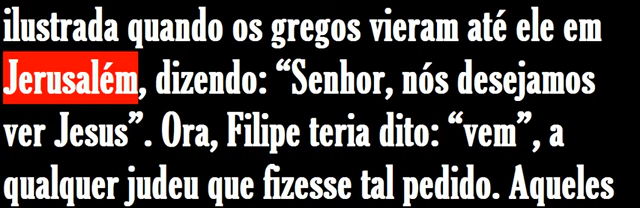 ilustrada quando os gregos vieram até ele em
Jerusalém, dizendo: “Senhor, nós desejamos
ver Jesus”. Ora, Filipe teria dito: “vem”, a
qualquer judeu que fizesse tal pedido. Aqueles